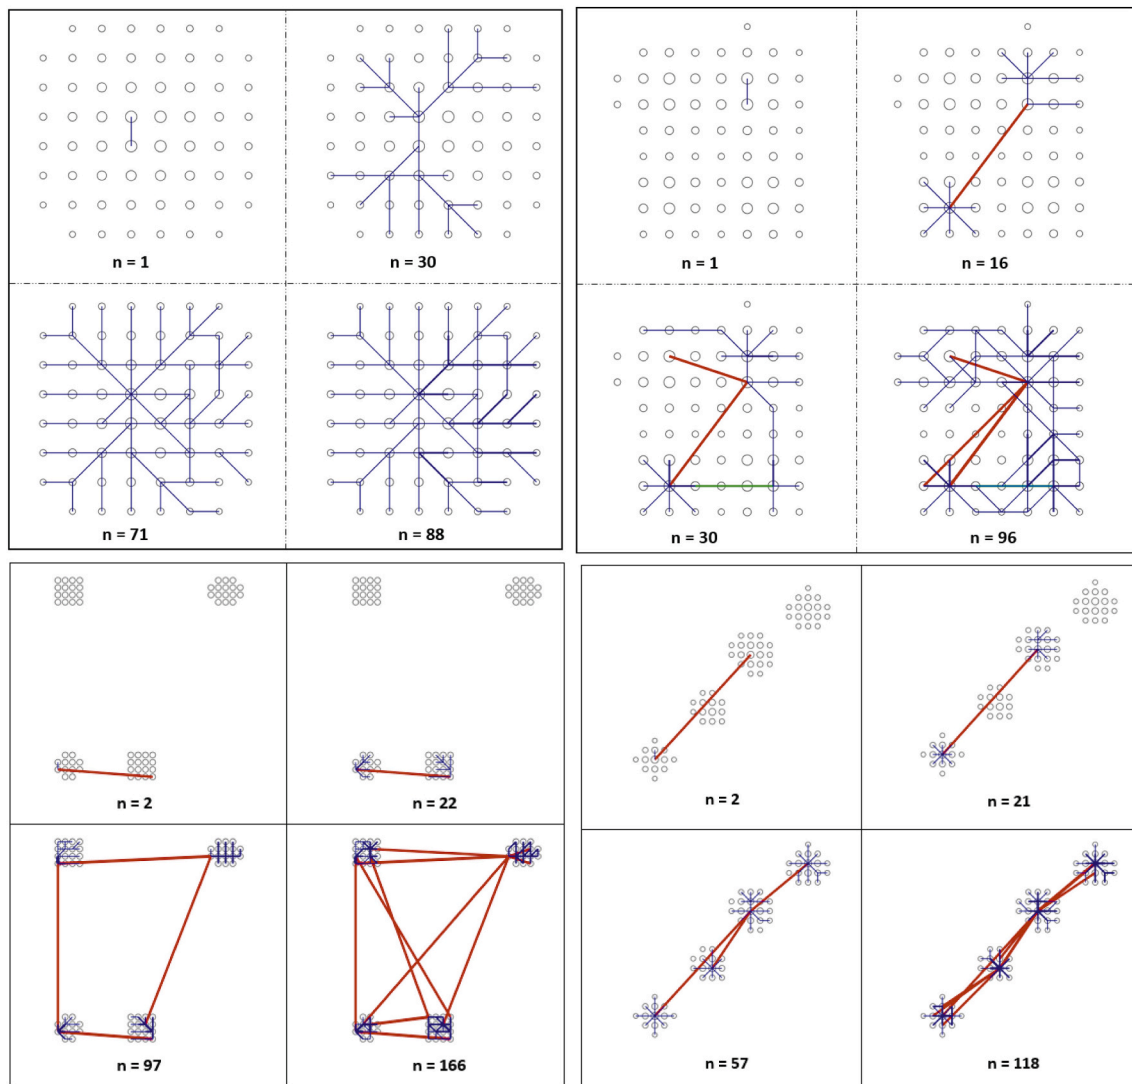 n = 1
n = 30
n = 71
n = 88
n = 1
n = 16
n = 30
n = 96
n = 2
n = 22
n = 97
n = 166
n = 2
n = 21
n = 57
n = 118